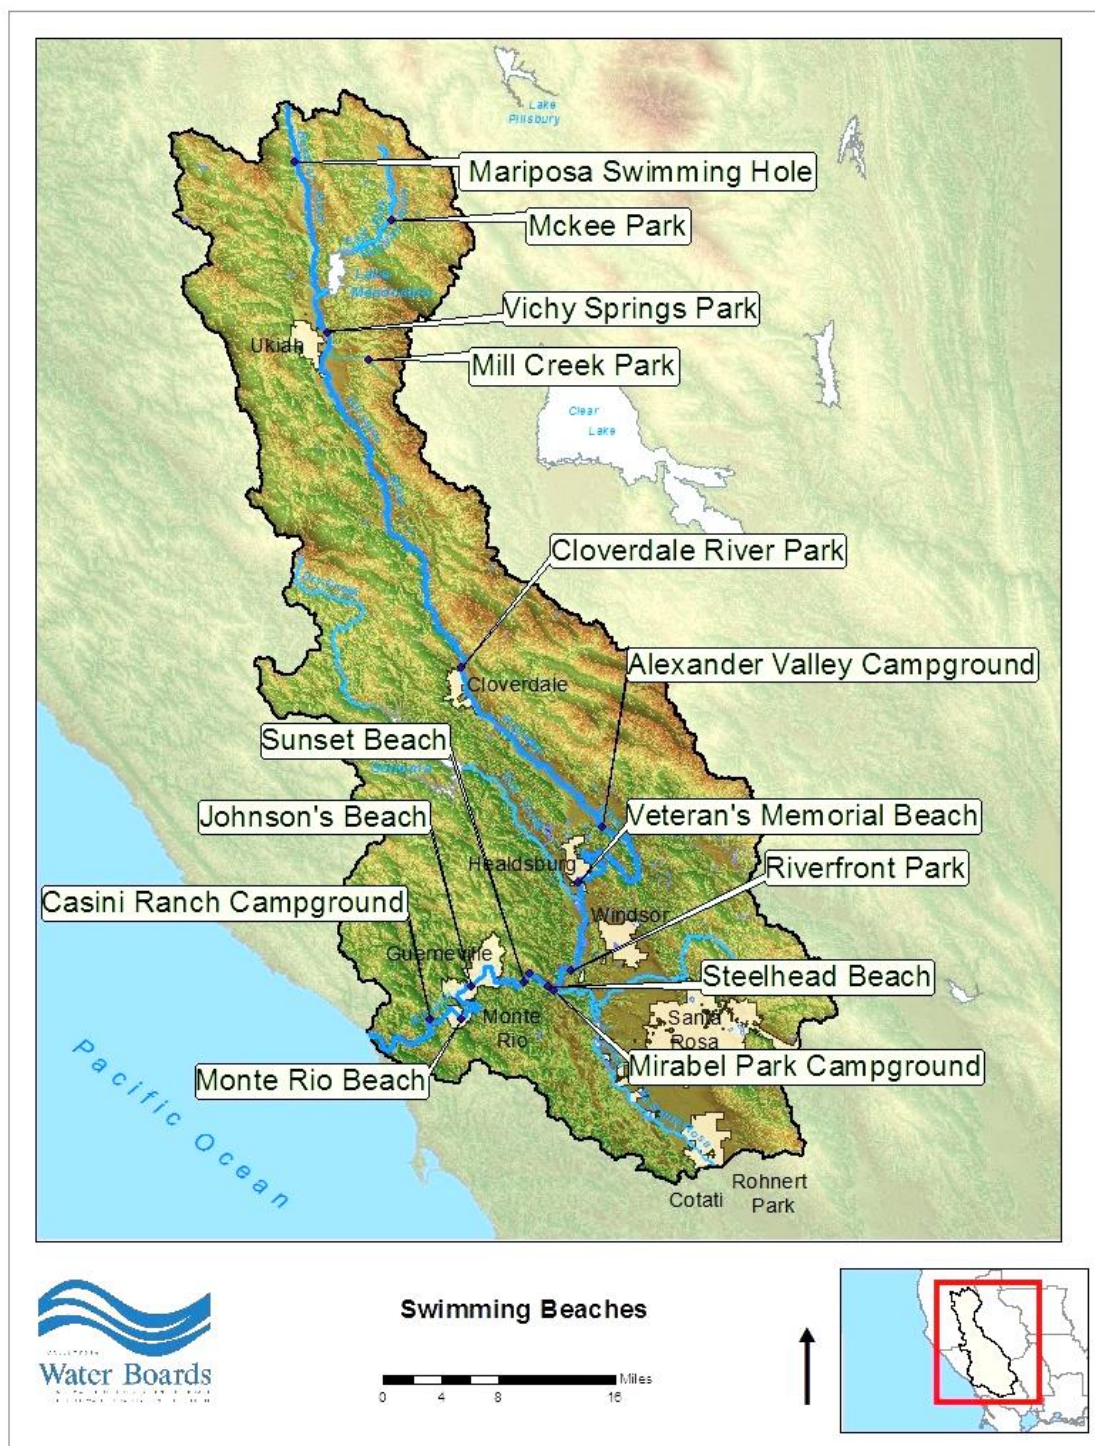 Lake
Pillsbury
Mariposa Swimming Hole
Mckee Park
Lake
Mendocino
Vichy Springs Park
Ukiah
Mill Creek Park
Clear
Lake
River
Cloverdale River Park
Alexander Valley Campground
Cloverdale
Sunset Beach
Johnson's Beach
Veteran's Memorial Beach
Healdsburg
Riverfront Park
Casini Ranch Campground
Windsor
Guerneville
Steelhead Beach
Monte
Rio
Santa
Rosa
Mirabel Park Campground
Monte Rio Beach
Pacific Ocean
Rohnert
Park
Cotati
Swimming Beaches
Water Boards
Miles
0 4 8 16